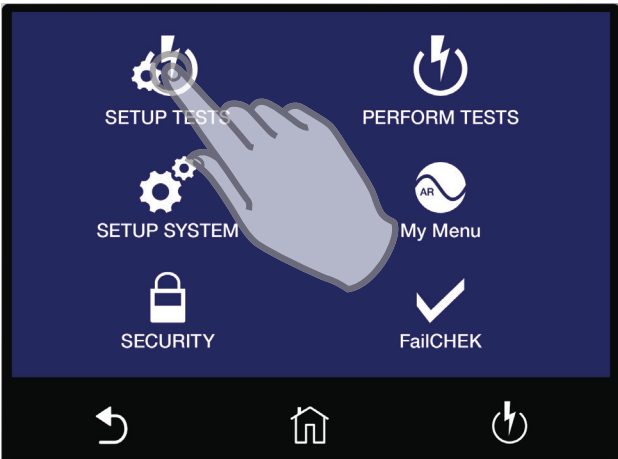 SETUP TESTS
PERFORM TESTS
AR
SETUP SYSTEM
My Menu
SECURITY
FailCHEK